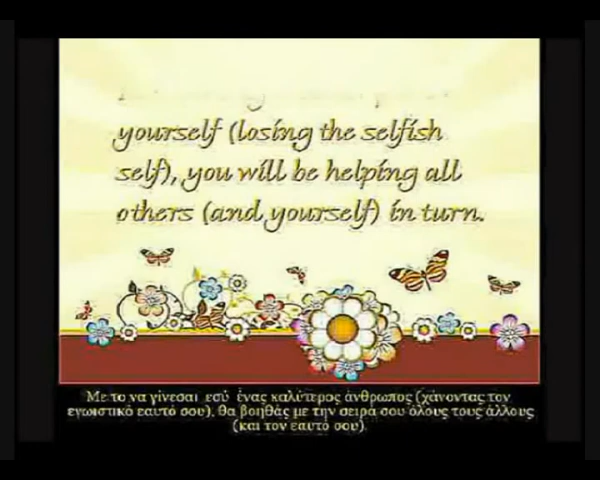 yourself (losing the selfish
self), you will be helping all
others (and yourself) in turn.
Με το να γίνεσαι εσύ ένας καλύτερος άνθρωπος (χάνοντας τον
εγωιστικό εαυτό σου), θα βοηθάς με την σειρά σου όλους τους άλλους
(και τον εαυτό σου).